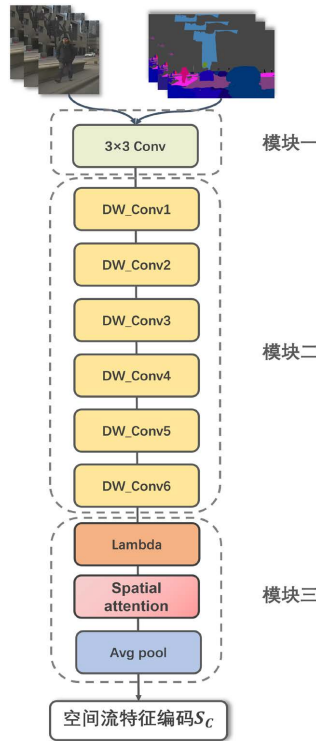 3×3 Conv
模块一
DW_Conv1
DW_Conv2
DW_Conv3
模块二
DW_Conv4
DW_Conv5
DW_Conv6
Lambda
Spatial
attention
模块三
Avg pool
空间流特征编码S_C